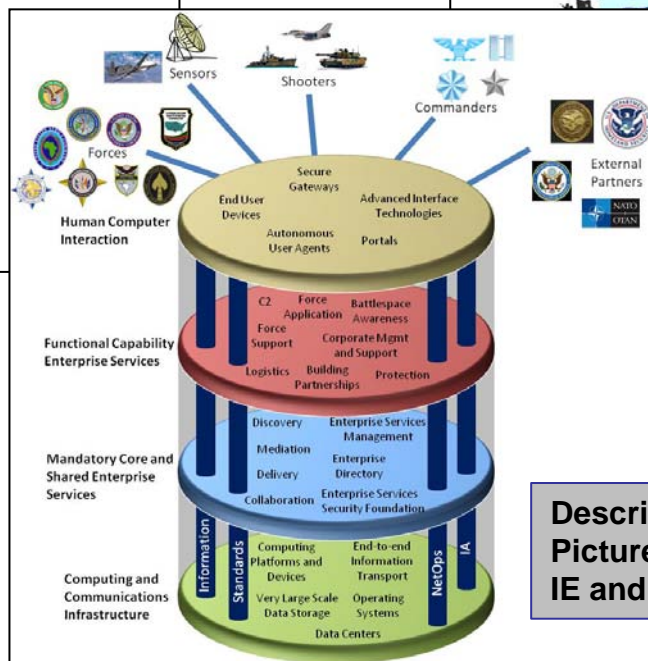 Sensors
Shooters
Commanders
Forces
External
Partners
NATO
OTAN
Human Computer
Interaction
Secure
Gateways
End User
Devices
Advanced Interface
Technologies
Autonomous
User Agents
Portals
Functional Capability
Enterprise Services
C2
Force
Application
Battlespace
Awareness
Force
Support
Corporate Mgmt
and Support
Logistics
Building
Partnerships
Protection
Mandatory Core and
Shared Enterprise
Services
Discovery
Enterprise Services
Management
Mediation
Enterprise
Directory
Delivery
Collaboration
Enterprise Services
Security Foundation
Information
Standards
NetOps
IA
Computing and
Communications
Infrastructure
Computing
Platforms and
Devices
End-to-end
Information
Transport
Very Large Scale
Data Storage
Operating
Systems
Data Centers
Picture
IE and